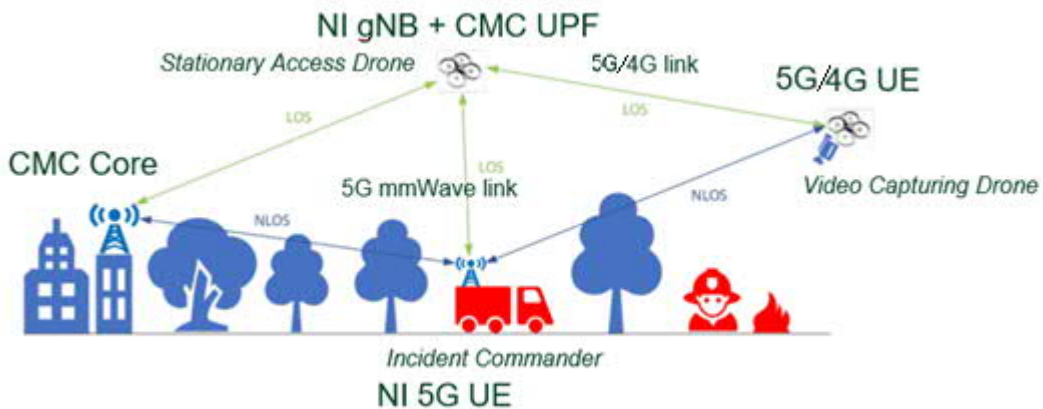 NI gNB + CMC UPF
Stationary Access Drone
5G/4G link
5G/4G UE
LOS
LOS
CMC Core
LOS
5G mmWave link
Video Capturing Drone
NLOS
NLOS
Incident Commander
NI 5G UE